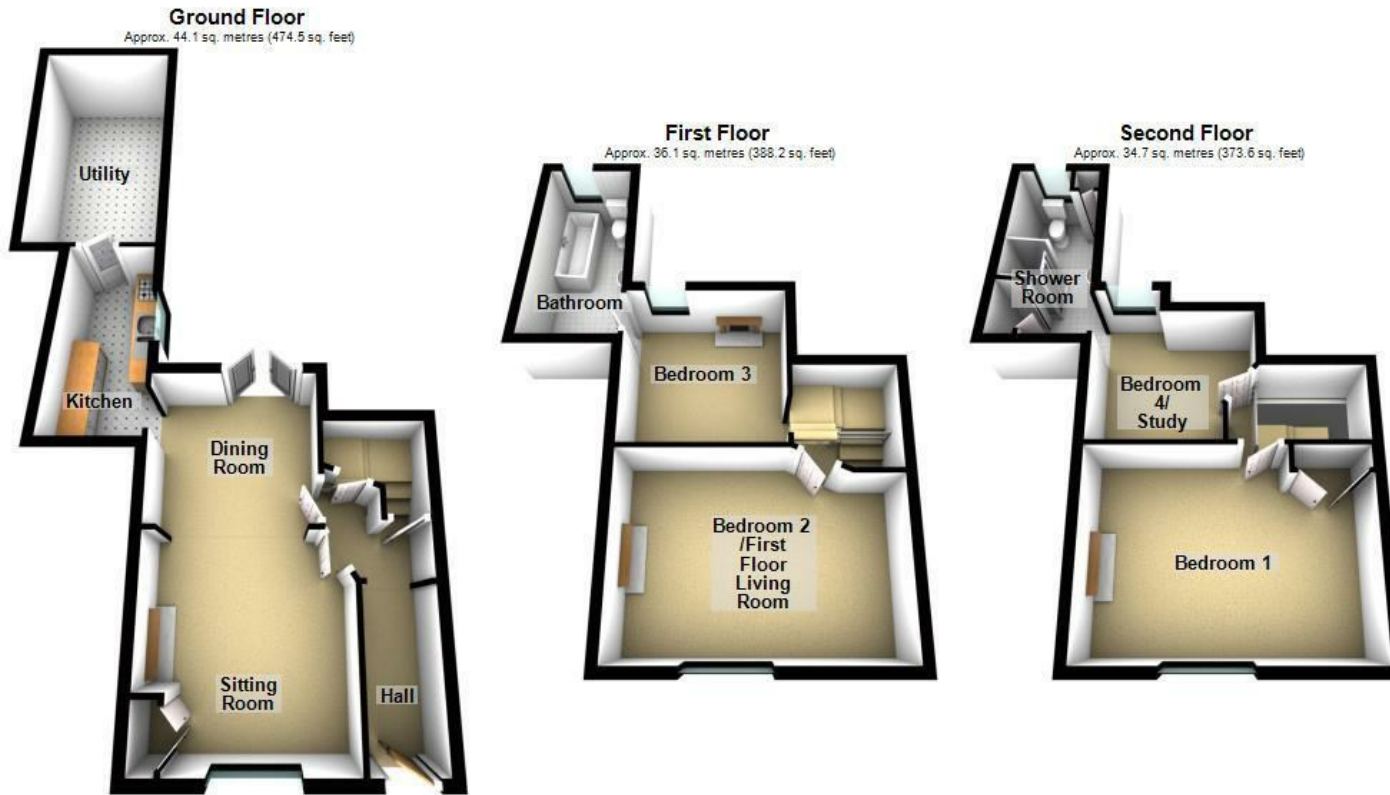 Ground Floor
Approx. 44.1 sq. metres (474.5 sq. feet)
Utility
Kitchen
Dining
Room
Sitting
Room
Hall
First Floor
Approx. 36.1 sq. metres (388.2 sq. feet)
Bathroom
Bedroom 3
Bedroom 2
/First
Floor
Living
Room
Second Floor
Approx. 34.7 sq. metres (373.6 sq. feet)
Shower
Room
Bedroom
4/
Study
Bedroom 1